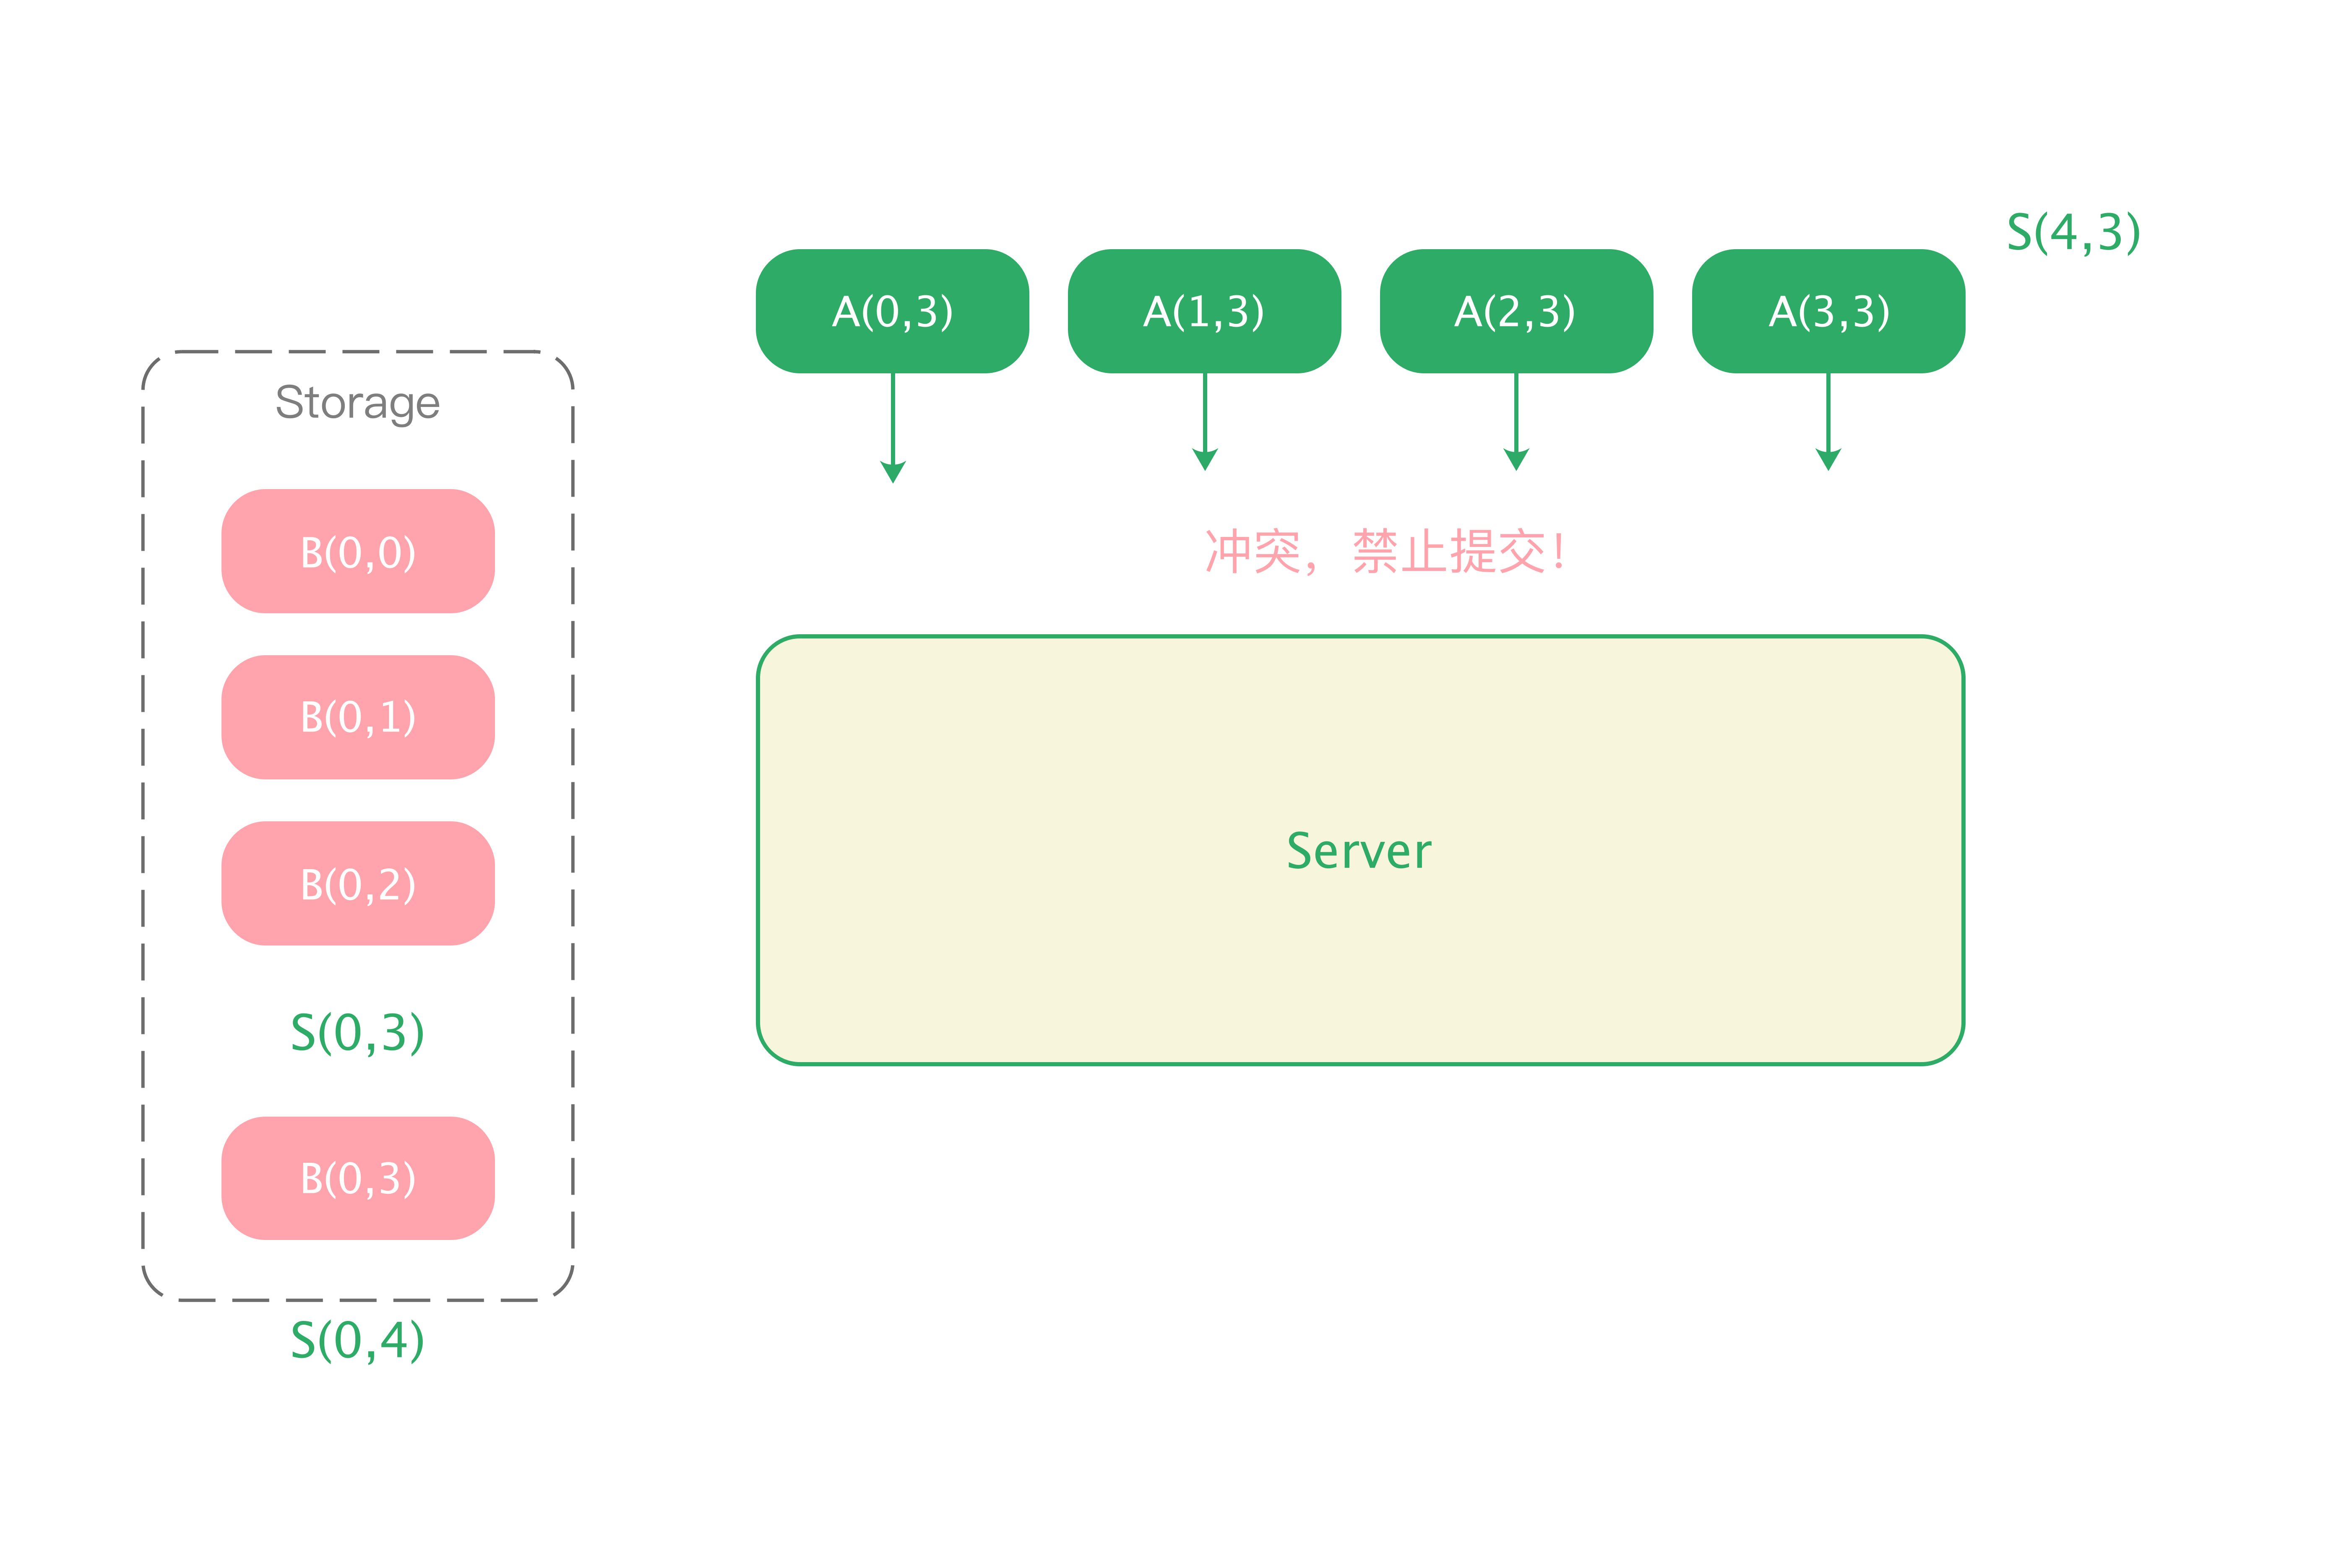 S(4,3)
A(0,3)
A(1,3)
A(2,3)
A(3,3)
Storage
B(0,0)
冲突，禁止提交！
B(0,1)
B(0,2)
Server
S(0,3)
B(0,3)
S(0,4)